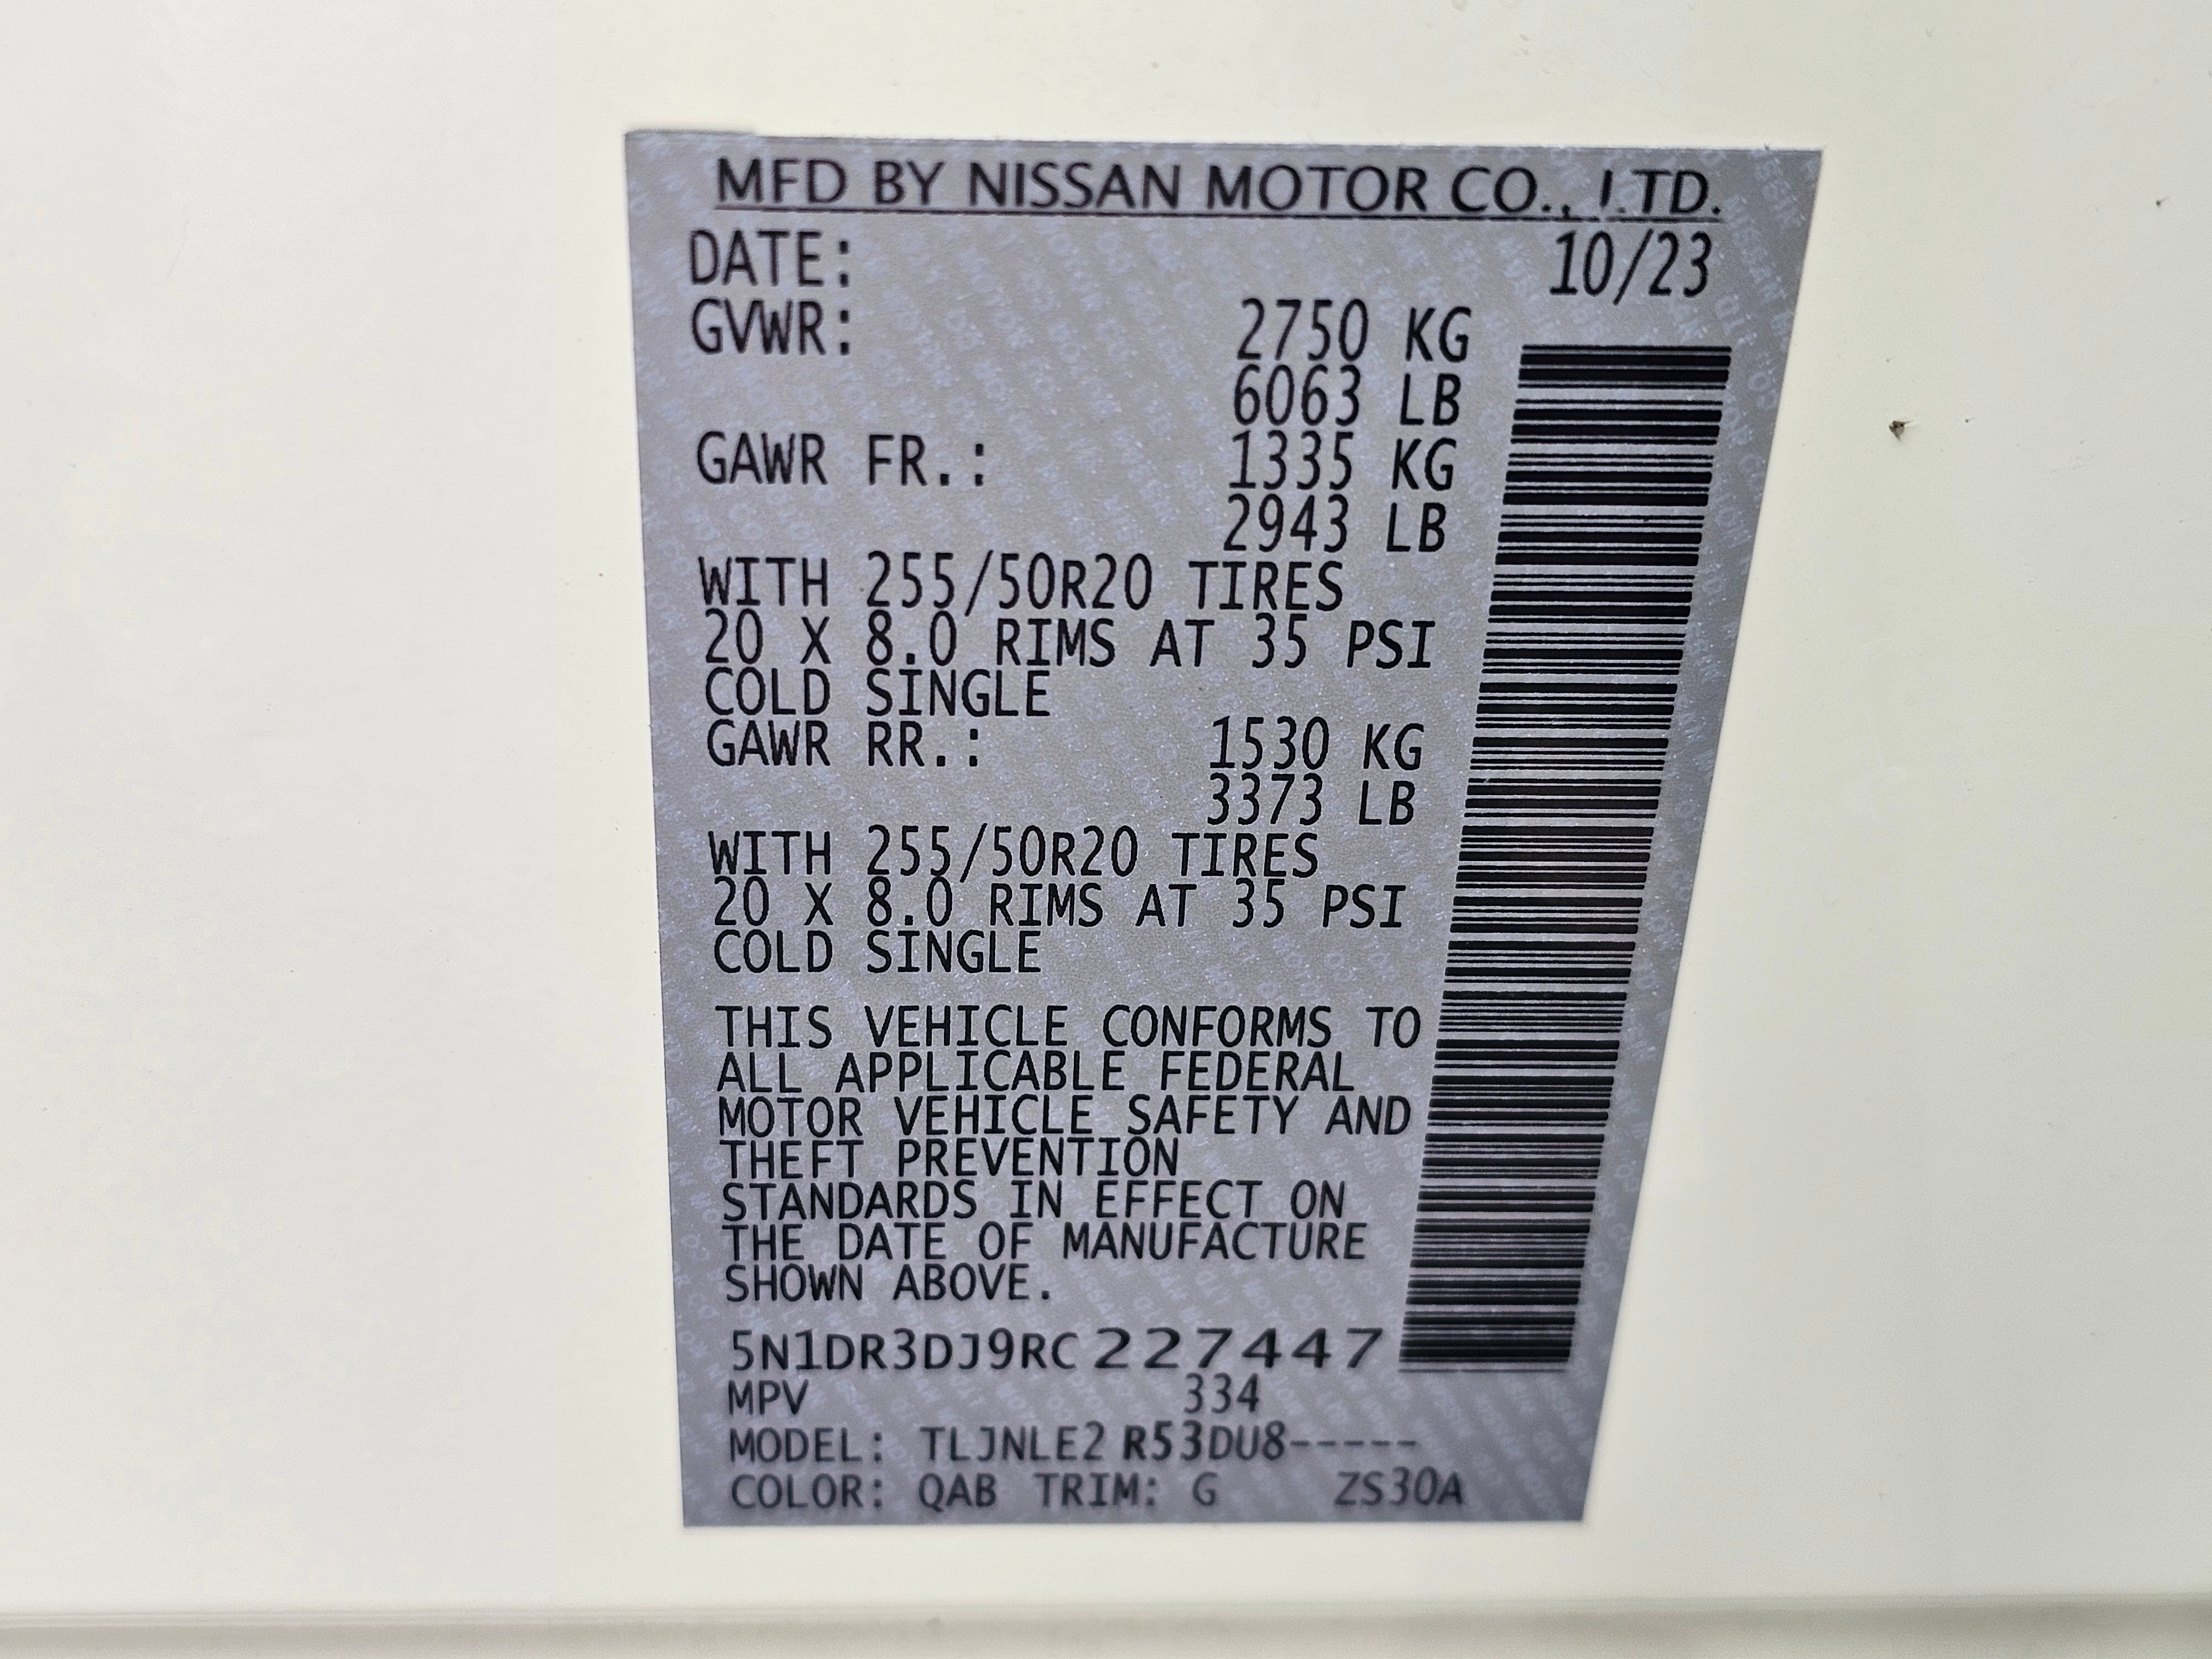 MFD BY NISSAN MOTOR CO., LTD.
DATE: 10/23
GVWR: 2750 KG
6063 LB
GAWR FR.: 1335 KG
2943 LB
WITH 255/50R20 TIRES
20 X 8.0 RIMS AT 35 PSI
COLD SINGLE
GAWR RR.: 1530 KG
3373 LB
WITH 255/50R20 TIRES
20 X 8.0 RIMS AT 35 PSI
COLD SINGLE
THIS VEHICLE CONFORMS TO
ALL APPLICABLE FEDERAL
MOTOR VEHICLE SAFETY AND
THEFT PREVENTION
STANDARDS IN EFFECT ON
THE DATE OF MANUFACTURE
SHOWN ABOVE.
5N1DR3DJ9RC227447
MPV 334
MODEL: TLJNLE2 R53DU8-----
COLOR: QAB TRIM: G ZS30A